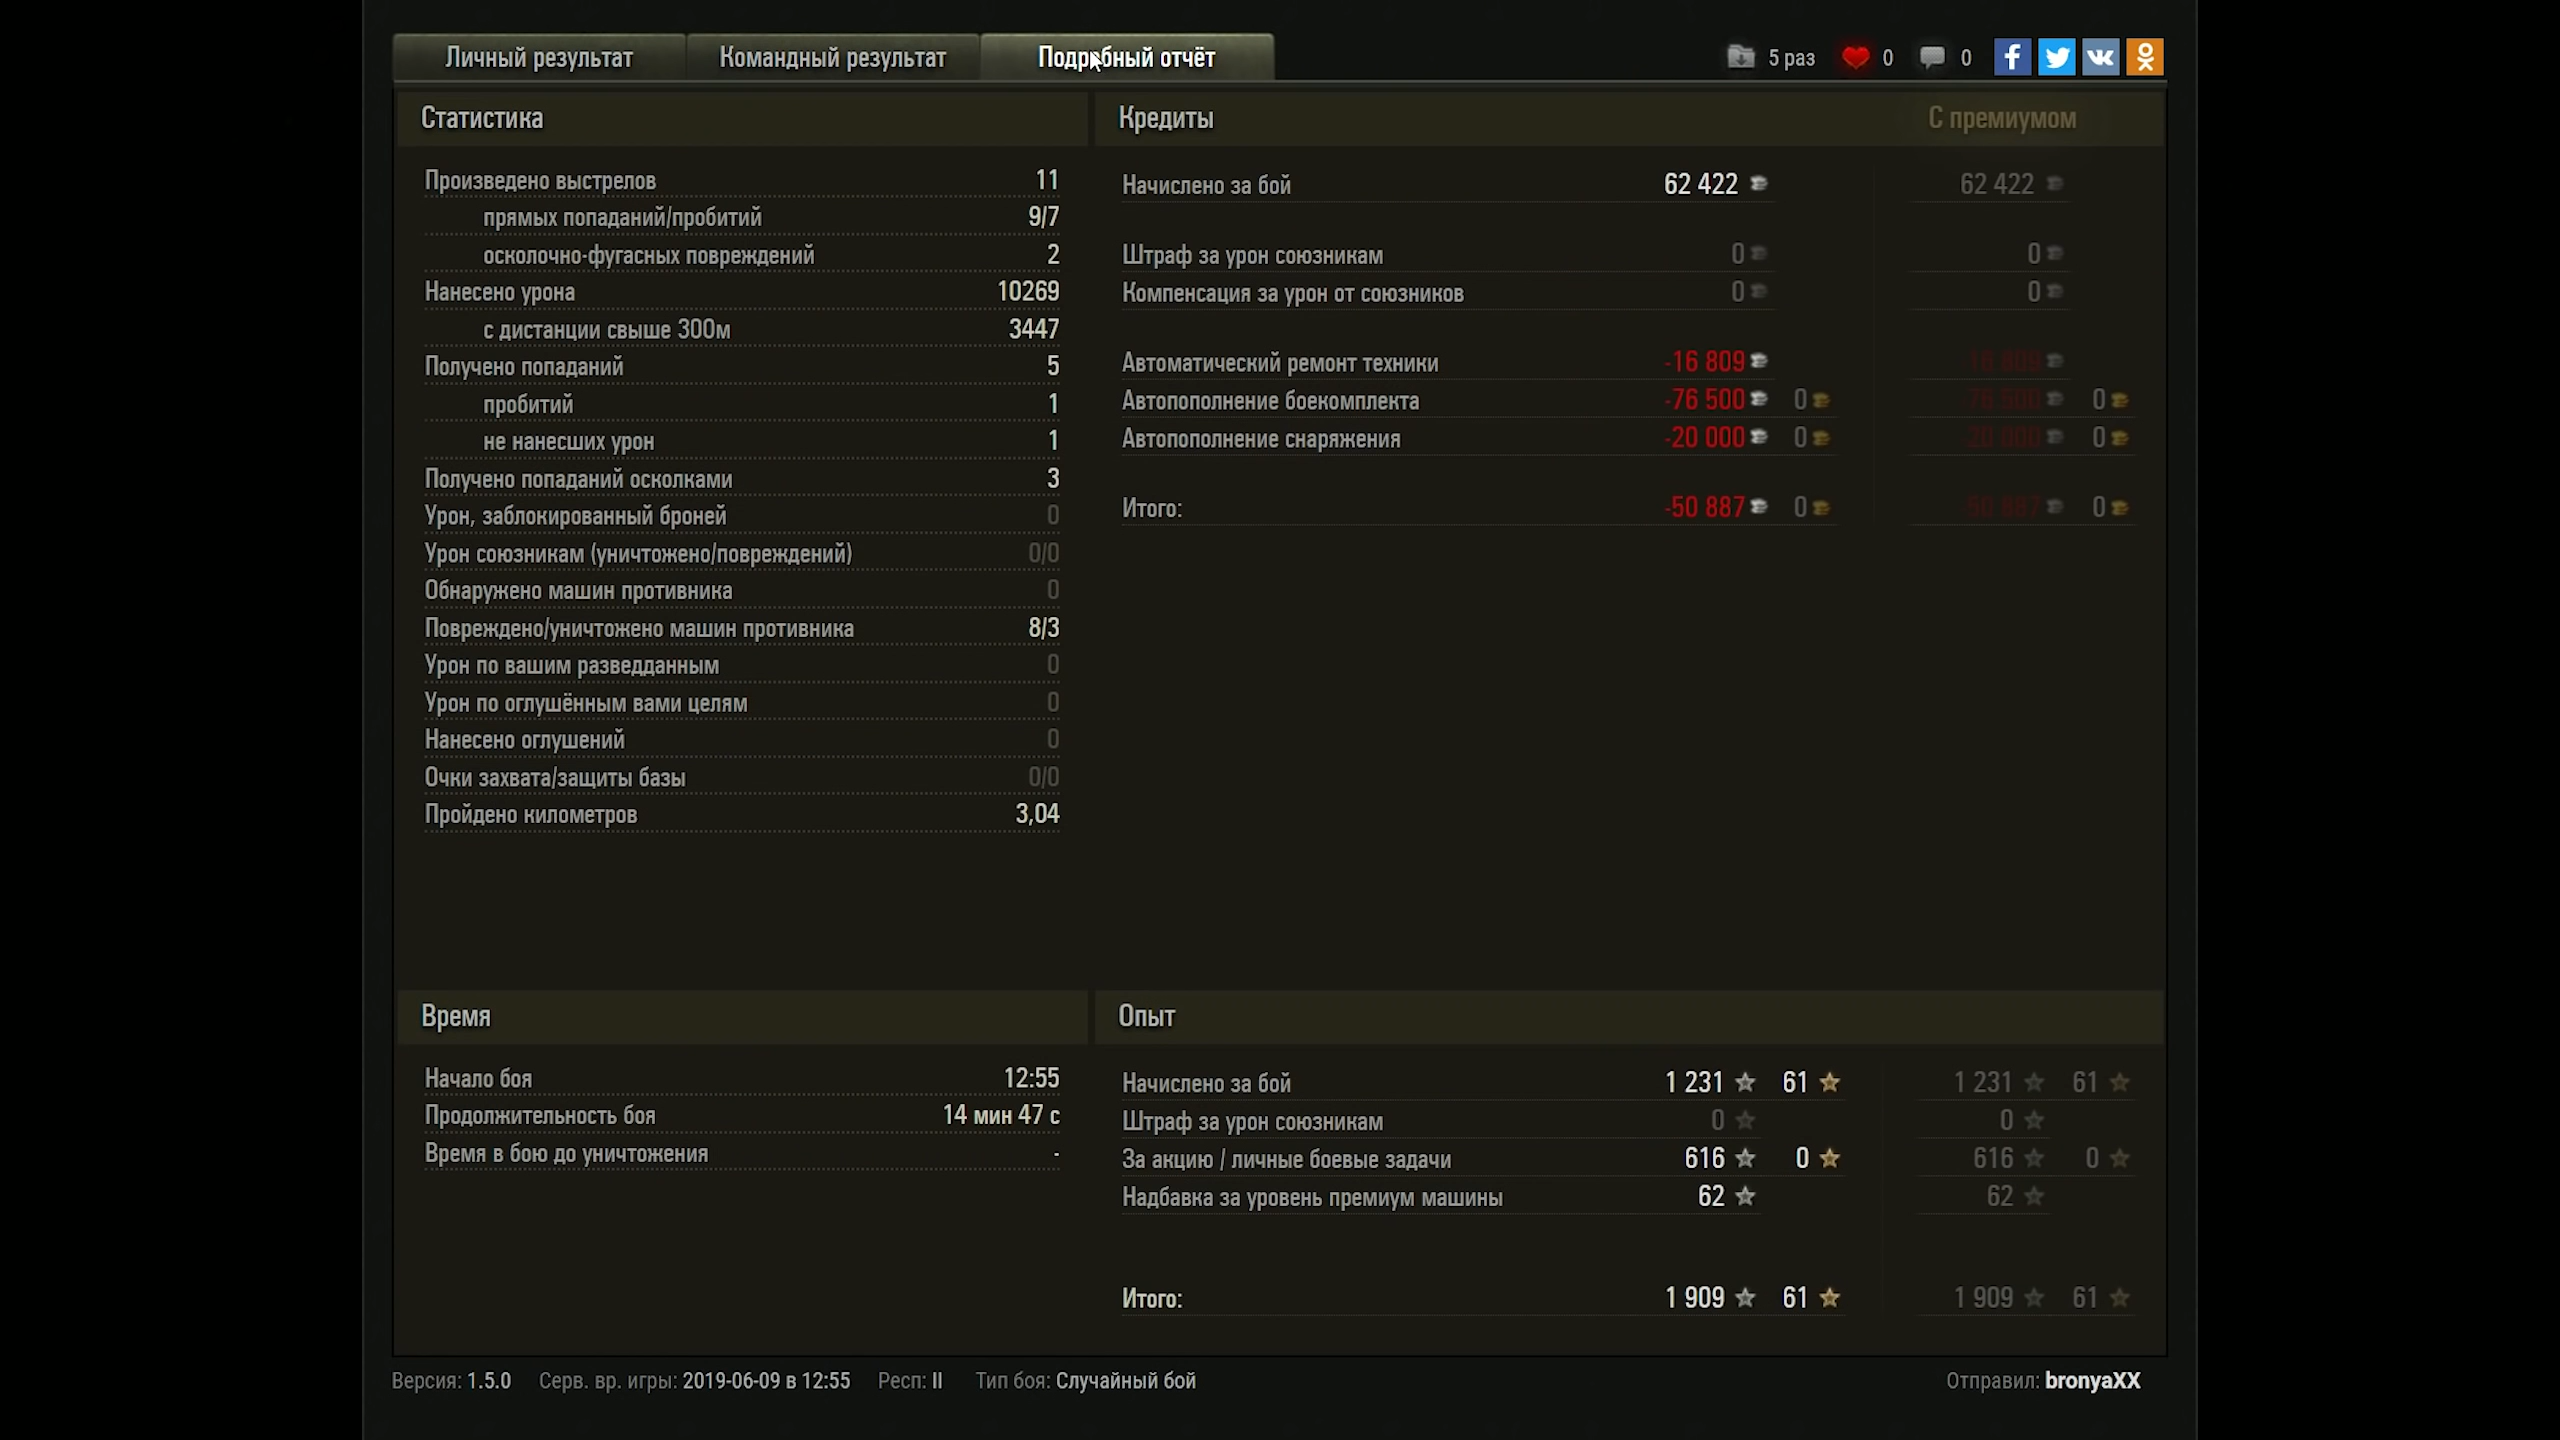 Личный результат
Командный результат
Подробный отчёт
5 раз
0
0
Статистика
Произведено выстрелов 11
прямых попаданий/пробитий 9/7
осколочно-фугасных повреждений 2
Нанесено урона 10269
с дистанции свыше 300м 3447
Получено попаданий 5
пробитий 1
не нанесших урон 1
Получено попаданий осколками 3
Урон, заблокированный броней 0
Урон союзникам (уничтожено/повреждений) 0/0
Обнаружено машин противника 0
Повреждено/уничтожено машин противника 8/3
Урон по вашим разведданным 0
Урон по оглушённым вами целям 0
Нанесено оглушений 0
Очки захвата/защиты базы 0/0
Пройдено километров 3,04
Кредиты С премиумом
Начислено за бой 62 422 62 422
Штраф за урон союзникам 0 0
Компенсация за урон от союзников 0 0
Автоматический ремонт техники -16 809 -16 809
Автопополнение боекомплекта -76 500 0 -76 500 0
Автопополнение снаряжения -20 000 0 -20 000 0
Итого: -50 887 0 -50 887 0
Время
Начало боя 12:55
Продолжительность боя 14 мин 47 с
Время в бою до уничтожения -
Опыт
Начислено за бой 1 231 61 1 231 61
Штраф за урон союзникам 0 0
За акцию / личные боевые задачи 616 0 616 0
Надбавка за уровень премиум машины 62 62
Итого: 1 909 61 1 909 61
Версия: 1.5.0 Серв. вр. игры: 2019-06-09 в 12:55 Респ: II Тип боя: Случайный бой
Отправил: bronyaXX